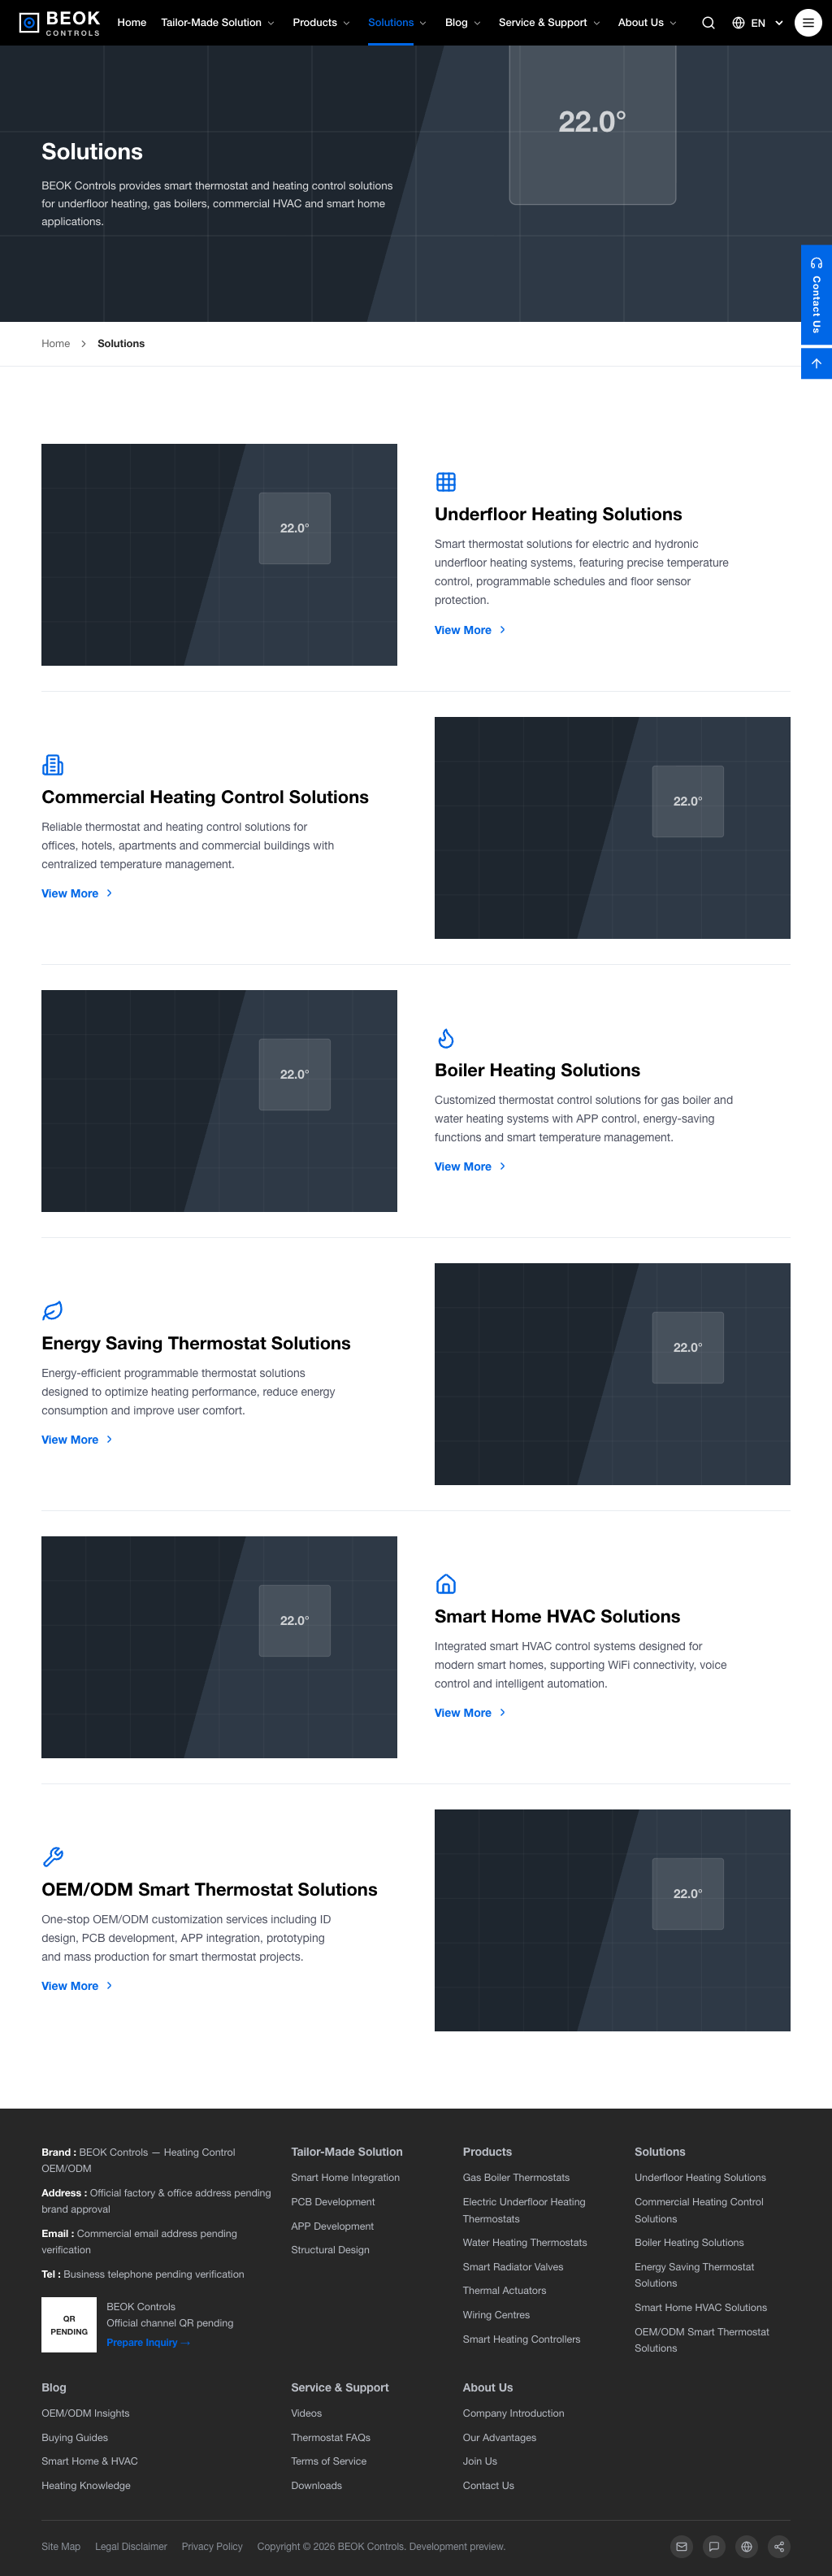 BEOK
CONTROLS
Home
Tailor-Made Solution
Products
Solutions
Blog
Service & Support
About Us
EN
22.0°
Solutions
BEOK Controls provides smart thermostat and heating control solutions
for underfloor heating, gas boilers, commercial HVAC and smart home
applications.
Contact Us
Home
Solutions
22.0°
Underfloor Heating Solutions
Smart thermostat solutions for electric and hydronic
underfloor heating systems, featuring precise temperature
control, programmable schedules and floor sensor
protection.
View More
Commercial Heating Control Solutions
Reliable thermostat and heating control solutions for
offices, hotels, apartments and commercial buildings with
centralized temperature management.
View More
22.0°
22.0°
Boiler Heating Solutions
Customized thermostat control solutions for gas boiler and
water heating systems with APP control, energy-saving
functions and smart temperature management.
View More
Energy Saving Thermostat Solutions
Energy-efficient programmable thermostat solutions
designed to optimize heating performance, reduce energy
consumption and improve user comfort.
View More
22.0°
22.0°
Smart Home HVAC Solutions
Integrated smart HVAC control systems designed for
modern smart homes, supporting WiFi connectivity, voice
control and intelligent automation.
View More
OEM/ODM Smart Thermostat Solutions
One-stop OEM/ODM customization services including ID
design, PCB development, APP integration, prototyping
and mass production for smart thermostat projects.
View More
22.0°
Brand : BEOK Controls — Heating Control
OEM/ODM
Address : Official factory & office address pending
brand approval
Email : Commercial email address pending
verification
Tel : Business telephone pending verification
QR
PENDING
BEOK Controls
Official channel QR pending
Prepare Inquiry →
Tailor-Made Solution
Smart Home Integration
PCB Development
APP Development
Structural Design
Products
Gas Boiler Thermostats
Electric Underfloor Heating
Thermostats
Water Heating Thermostats
Smart Radiator Valves
Thermal Actuators
Wiring Centres
Smart Heating Controllers
Solutions
Underfloor Heating Solutions
Commercial Heating Control
Solutions
Boiler Heating Solutions
Energy Saving Thermostat
Solutions
Smart Home HVAC Solutions
OEM/ODM Smart Thermostat
Solutions
Blog
OEM/ODM Insights
Buying Guides
Smart Home & HVAC
Heating Knowledge
Service & Support
Videos
Thermostat FAQs
Terms of Service
Downloads
About Us
Company Introduction
Our Advantages
Join Us
Contact Us
Site Map
Legal Disclaimer
Privacy Policy
Copyright © 2026 BEOK Controls. Development preview.